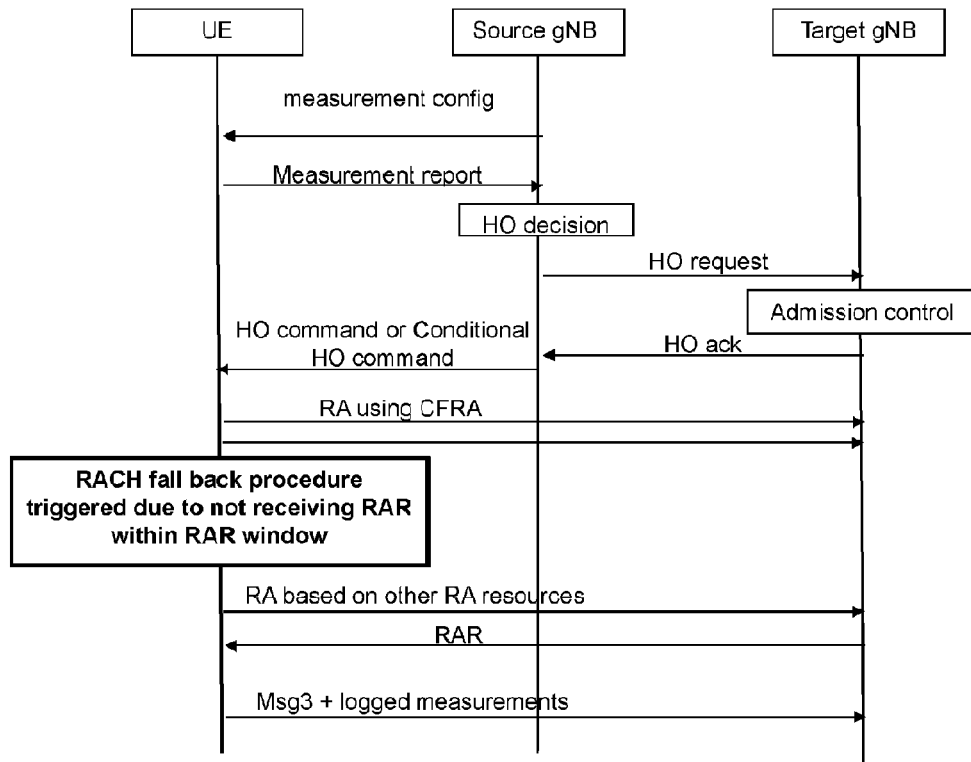 UE
Source gNB
Target gNB
measurement config
Measurement report
HO decision
HO request
Admission control
HO command or Conditional
HO command
HO ack
RA using CFRA
RACH fall back procedure
triggered due to not receiving RAR
within RAR window
RA based on other RA resources
RAR
Msg3 + logged measurements